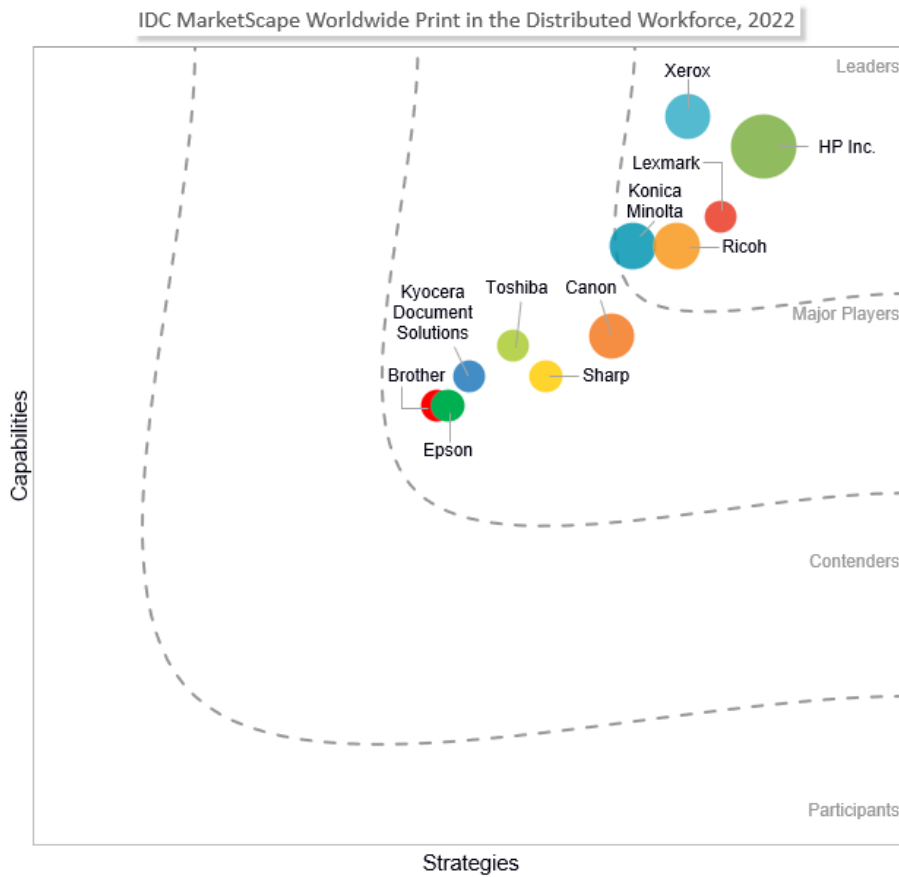 IDC MarketScape Worldwide Print in the Distributed Workforce, 2022
Leaders
Xerox
HP Inc.
Lexmark
Konica
Minolta
Ricoh
Toshiba
Canon
Kyocera
Document
Solutions
Major Players
Brother
Sharp
Epson
Capabilities
Contenders
Participants
Strategies